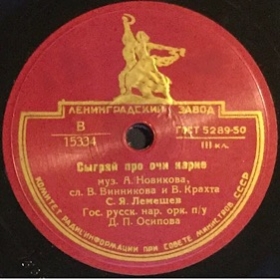 ЛЕНИНГРАДСКИЙ ЗАВОД
В
15334
ГОСТ 5289-50
III кл.
Сыграй про очи карие
муз. А. Новикова,
сл. В. Винникова и В. Крахта
С. Я. Лемешев
Гос. русск. нар. орк. п/у
Д. П. Осипова
КОМИТЕТ РАДИОИНФОРМАЦИИ ПРИ СОВЕТЕ МИНИСТРОВ СССР